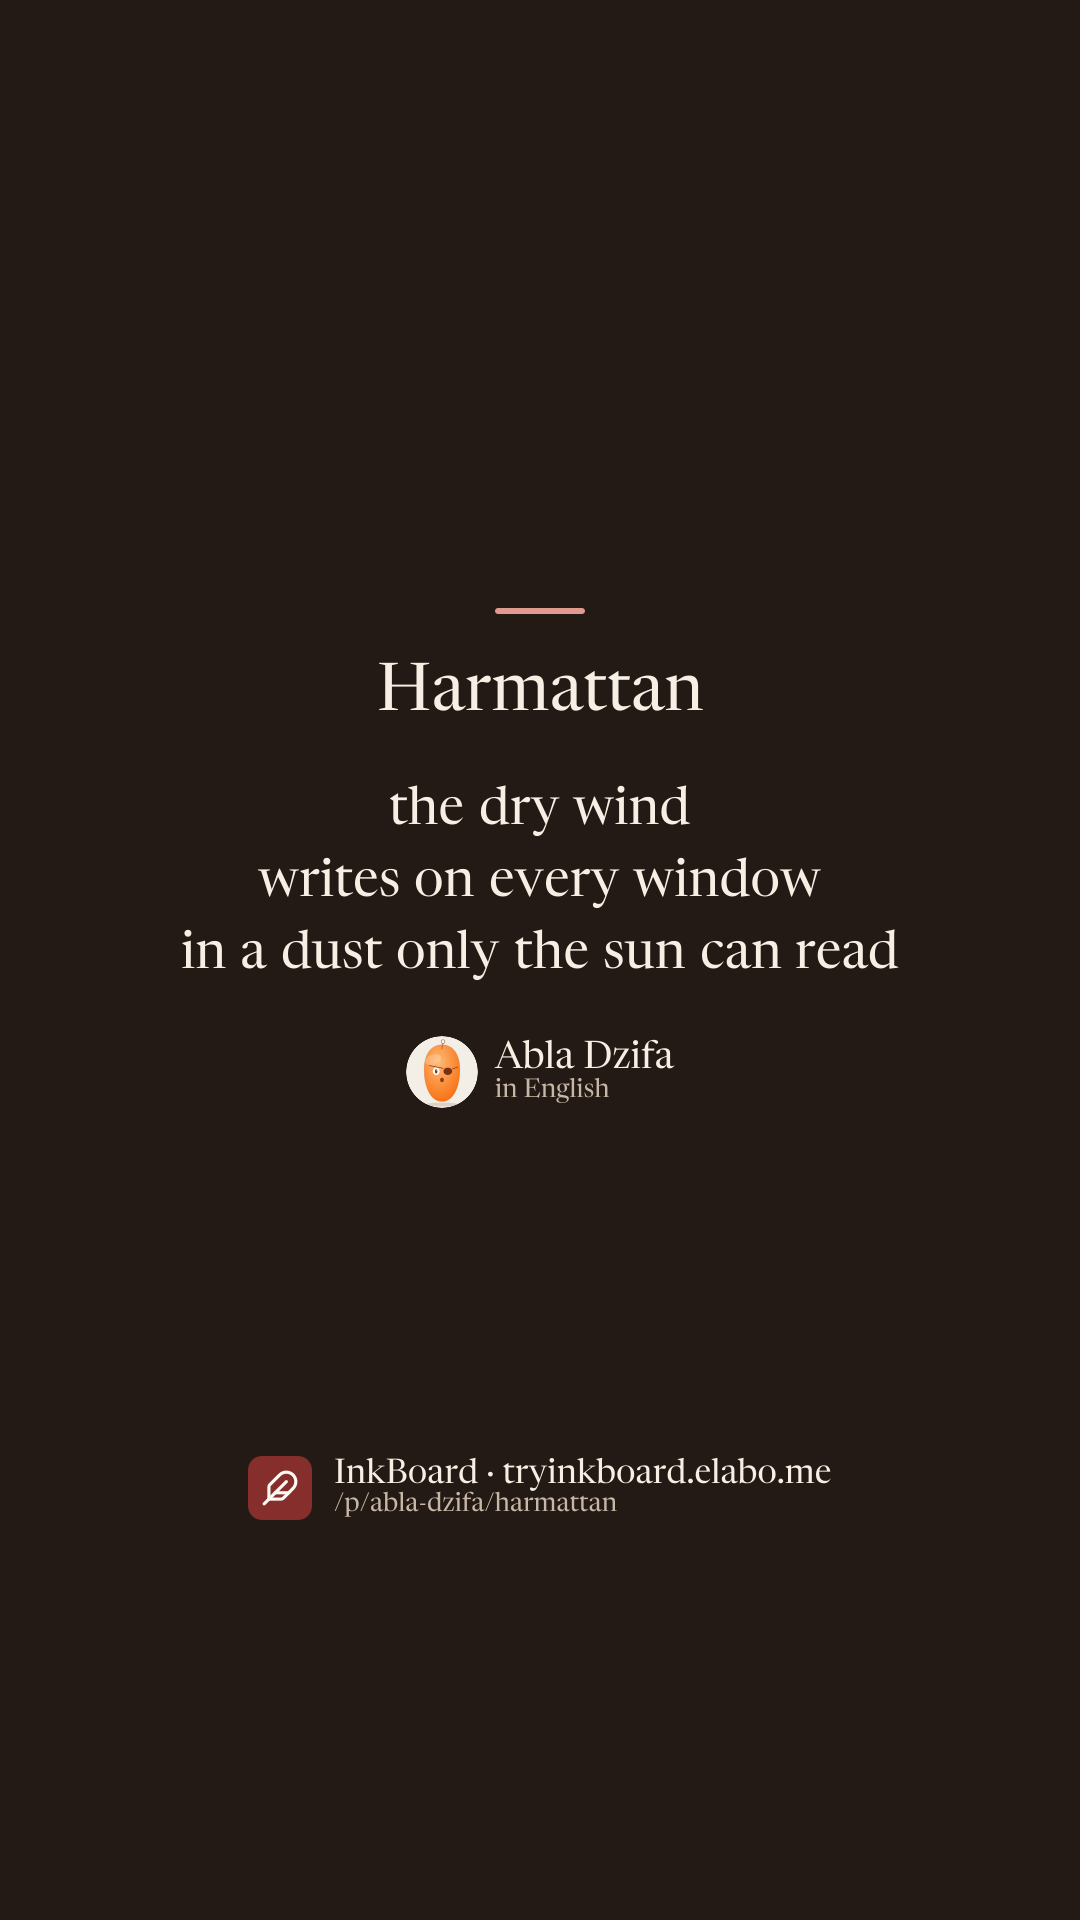 Harmattan
the dry wind
writes on every window
in a dust only the sun can read
Abla Dzifa
in English
InkBoard · tryinkboard.elabo.me
/p/abla-dzifa/harmattan